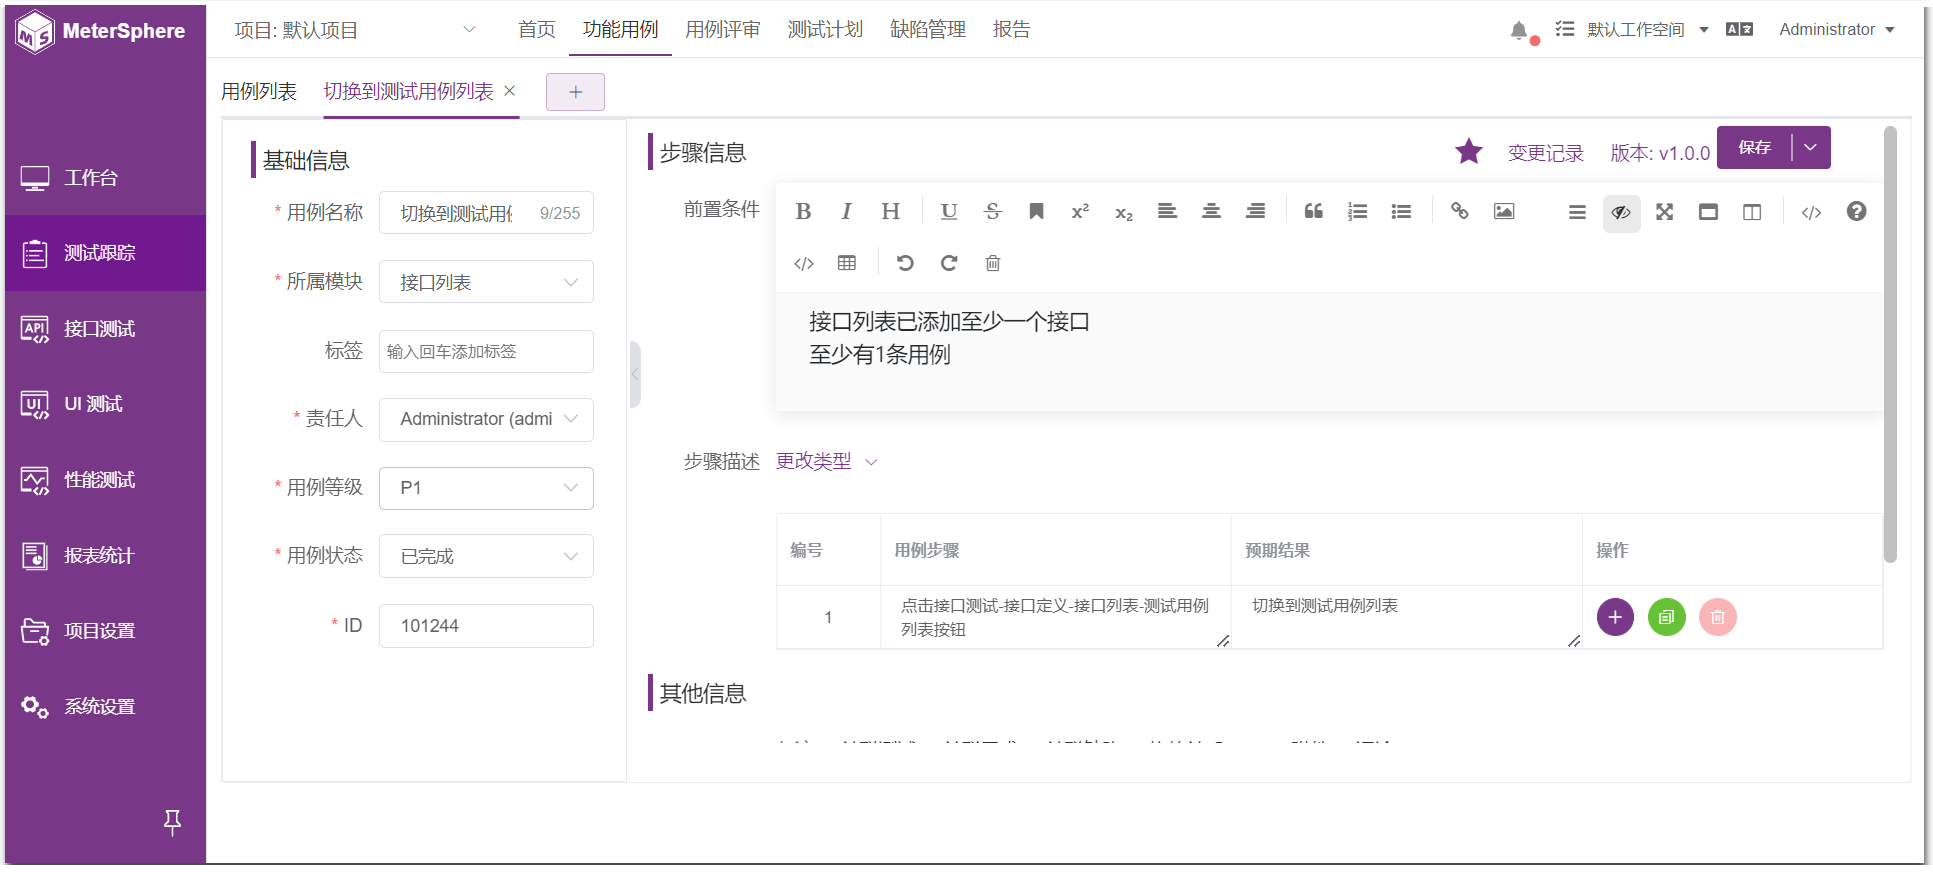 MeterSphere
项目: 默认项目
首页
功能用例
用例评审
测试计划
缺陷管理
报告
默认工作空间
Administrator
用例列表
切换到测试用例列表
工作台
测试跟踪
接口测试
UI 测试
性能测试
报表统计
项目设置
系统设置
基础信息
* 用例名称
切换到测试用
9/255
* 所属模块
接口列表
标签
输入回车添加标签
* 责任人
Administrator (admi
* 用例等级
P1
* 用例状态
已完成
* ID
101244
步骤信息
变更记录
版本: v1.0.0
保存
前置条件
接口列表已添加至少一个接口
至少有1条用例
步骤描述
更改类型
编号
用例步骤
预期结果
操作
1
点击接口测试-接口定义-接口列表-测试用例
列表按钮
切换到测试用例列表
其他信息